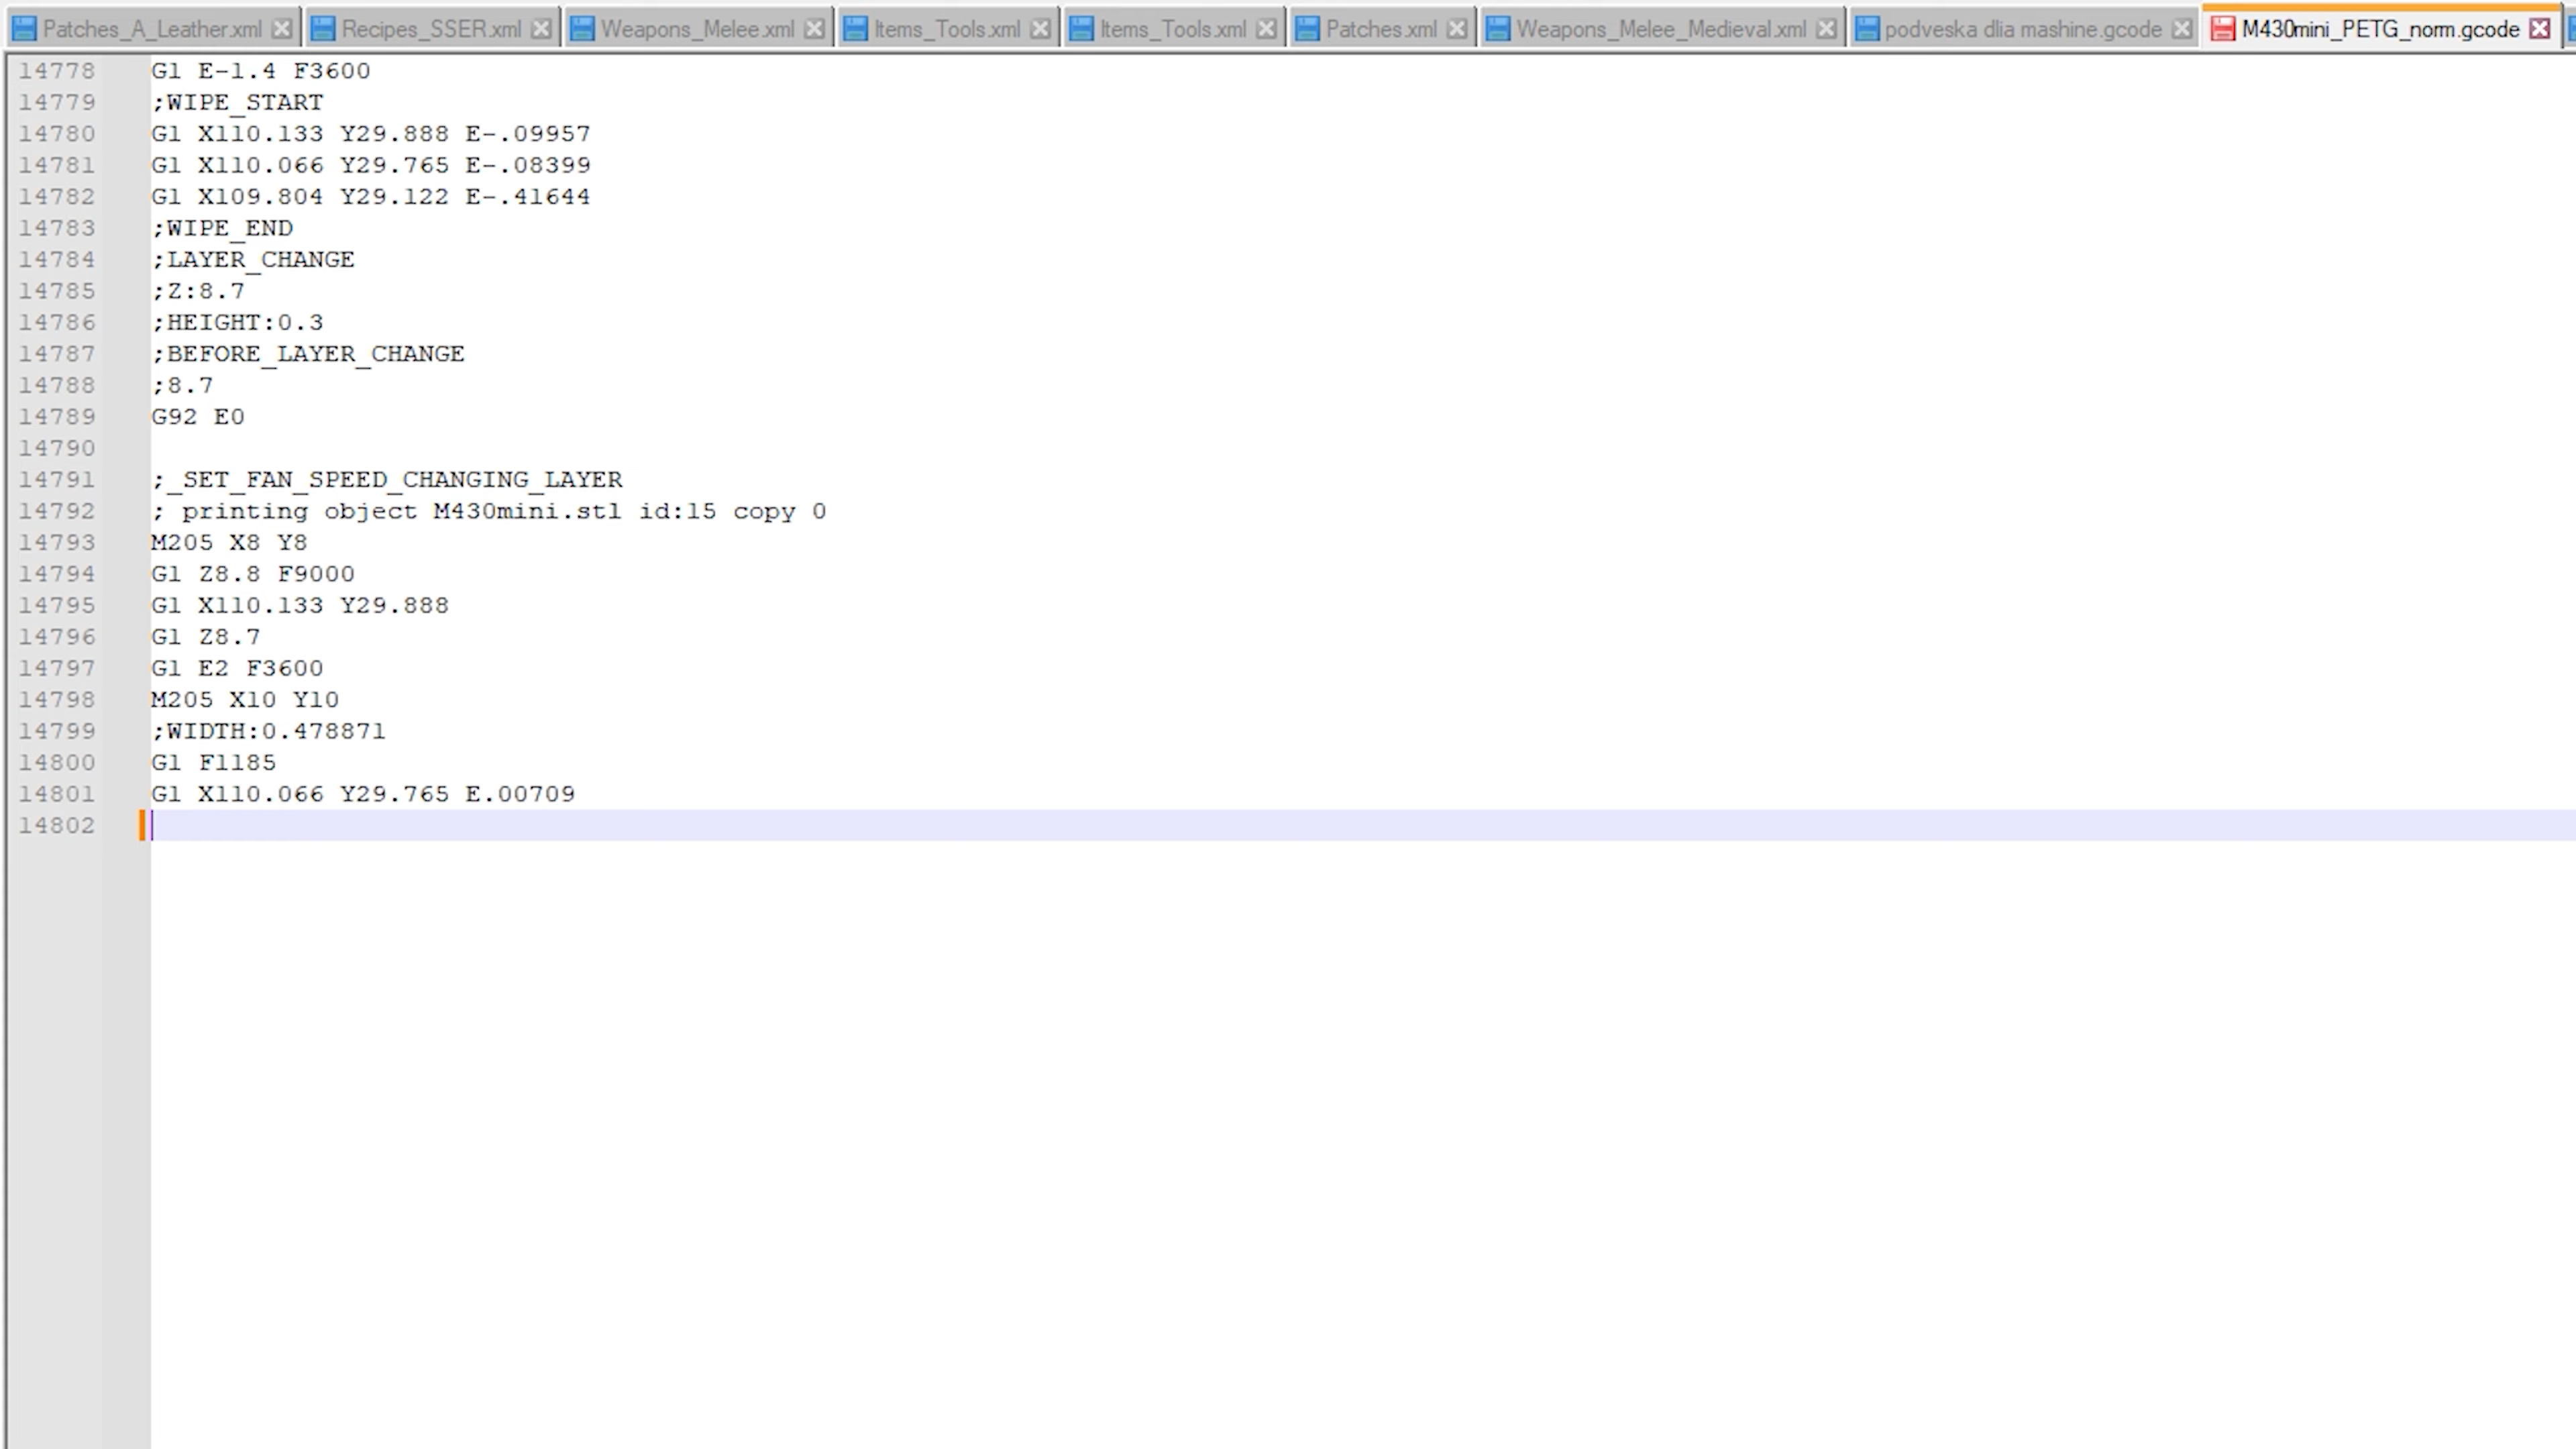 Patches_A_Leather.xml Recipes_SSER.xml Weapons_Melee.xml Items_Tools.xml Items_Tools.xml Patches.xml Weapons_Melee_Medieval.xml podveska dlia mashine.gcode M430mini_PETG_norm.gcode
14778 G1 E-1.4 F3600
14779 ;WIPE_START
14780 G1 X110.133 Y29.888 E-.09957
14781 G1 X110.066 Y29.765 E-.08399
14782 G1 X109.804 Y29.122 E-.41644
14783 ;WIPE_END
14784 ;LAYER_CHANGE
14785 ;Z:8.7
14786 ;HEIGHT:0.3
14787 ;BEFORE_LAYER_CHANGE
14788 ;8.7
14789 G92 E0
14790
14791 ;_SET_FAN_SPEED_CHANGING_LAYER
14792 ; printing object M430mini.stl id:15 copy 0
14793 M205 X8 Y8
14794 G1 Z8.8 F9000
14795 G1 X110.133 Y29.888
14796 G1 Z8.7
14797 G1 E2 F3600
14798 M205 X10 Y10
14799 ;WIDTH:0.478871
14800 G1 F1185
14801 G1 X110.066 Y29.765 E.00709
14802